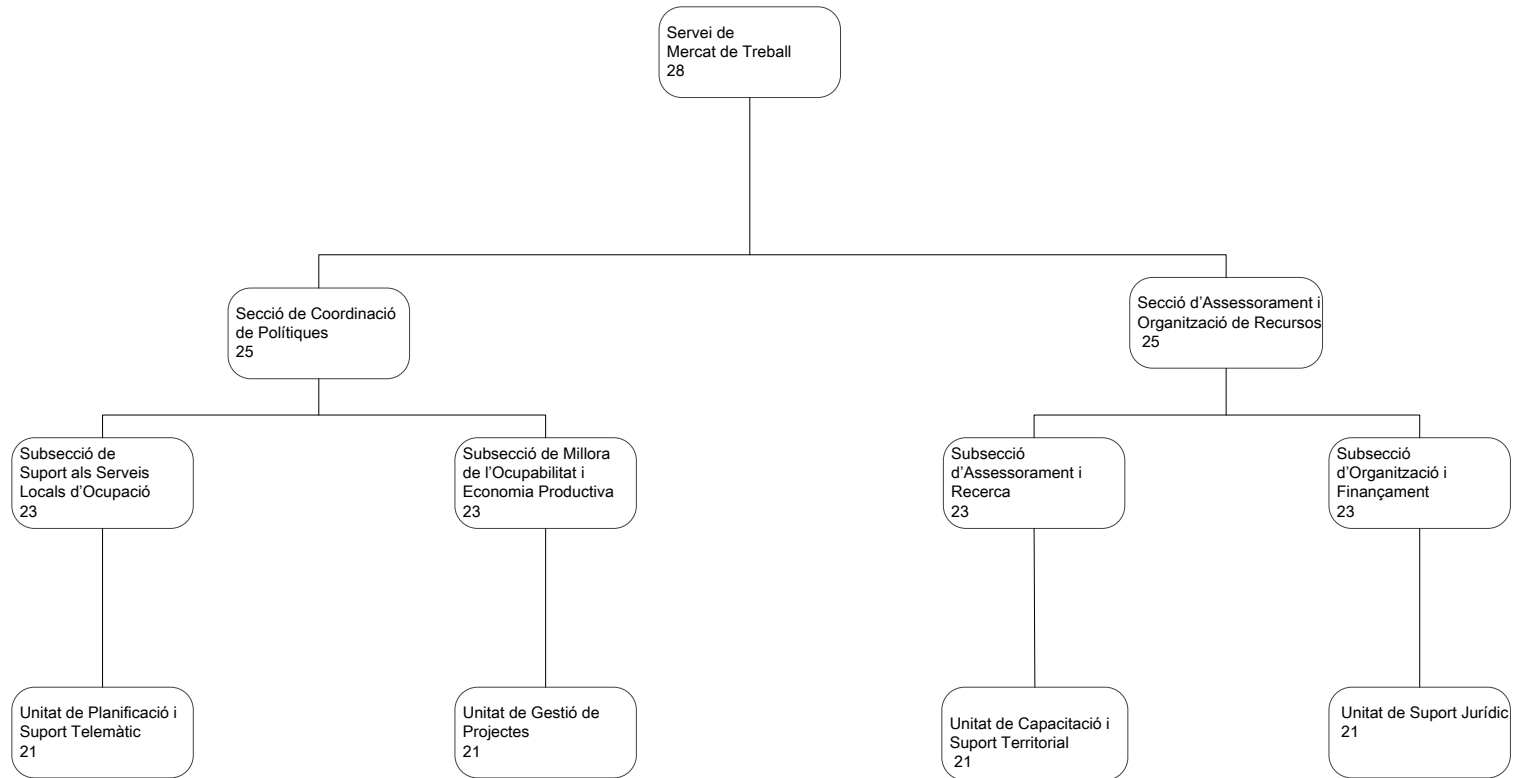 Servei de
Mercat de Treball
28
Secció de Coordinació
de Polítiques
25
Secció d’Assessorament i
Organització de Recursos
25
Subsecció de
Suport als Serveis
Locals d’Ocupació
23
Subsecció de Millora
de l’Ocupabilitat i
Economia Productiva
23
Subsecció
d’Assessorament i
Recerca
23
Subsecció
d’Organització i
Finançament
23
Unitat de Planificació i
Suport Telemàtic
21
Unitat de Gestió de
Projectes
21
Unitat de Capacitació i
Suport Territorial
21
Unitat de Suport Jurídic
21